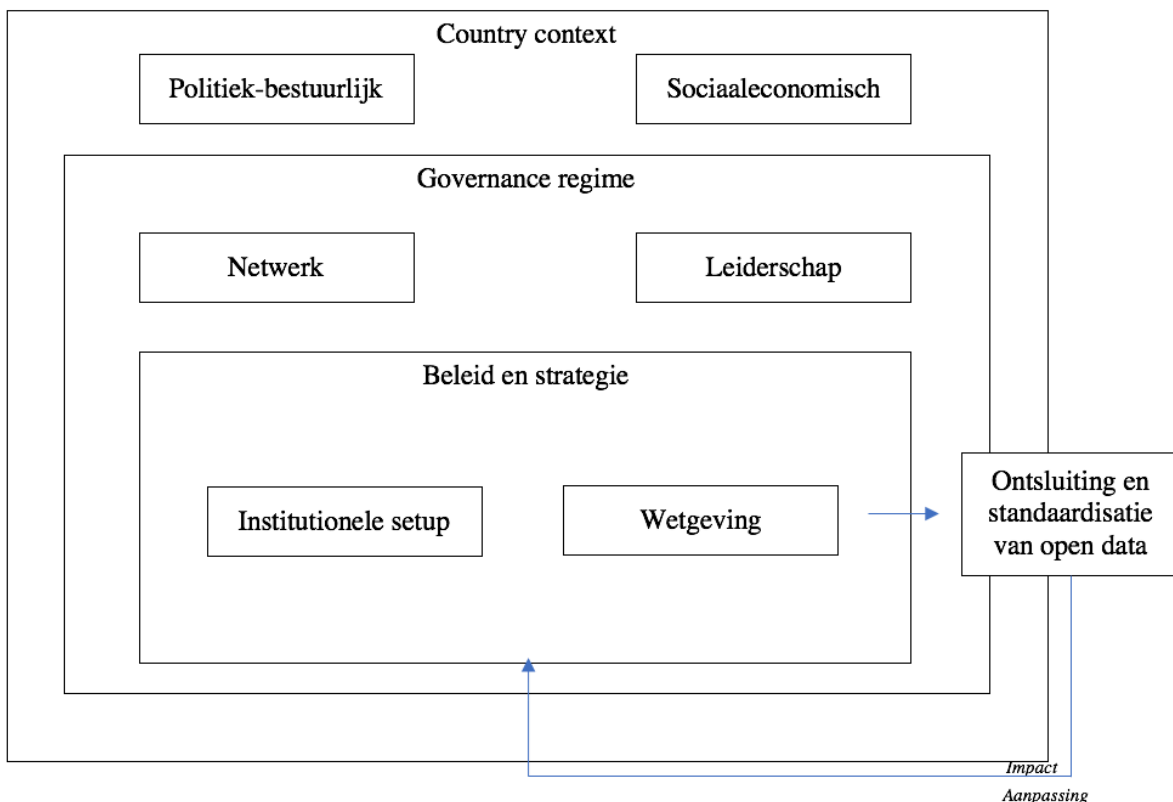 Country context
Politiek-bestuurlijk
Sociaaleconomisch
Governance regime
Netwerk
Leiderschap
Beleid en strategie
Institutionele setup
Wetgeving
Ontsluiting en
standaardisatie
van open data
Impact
Aanpassing